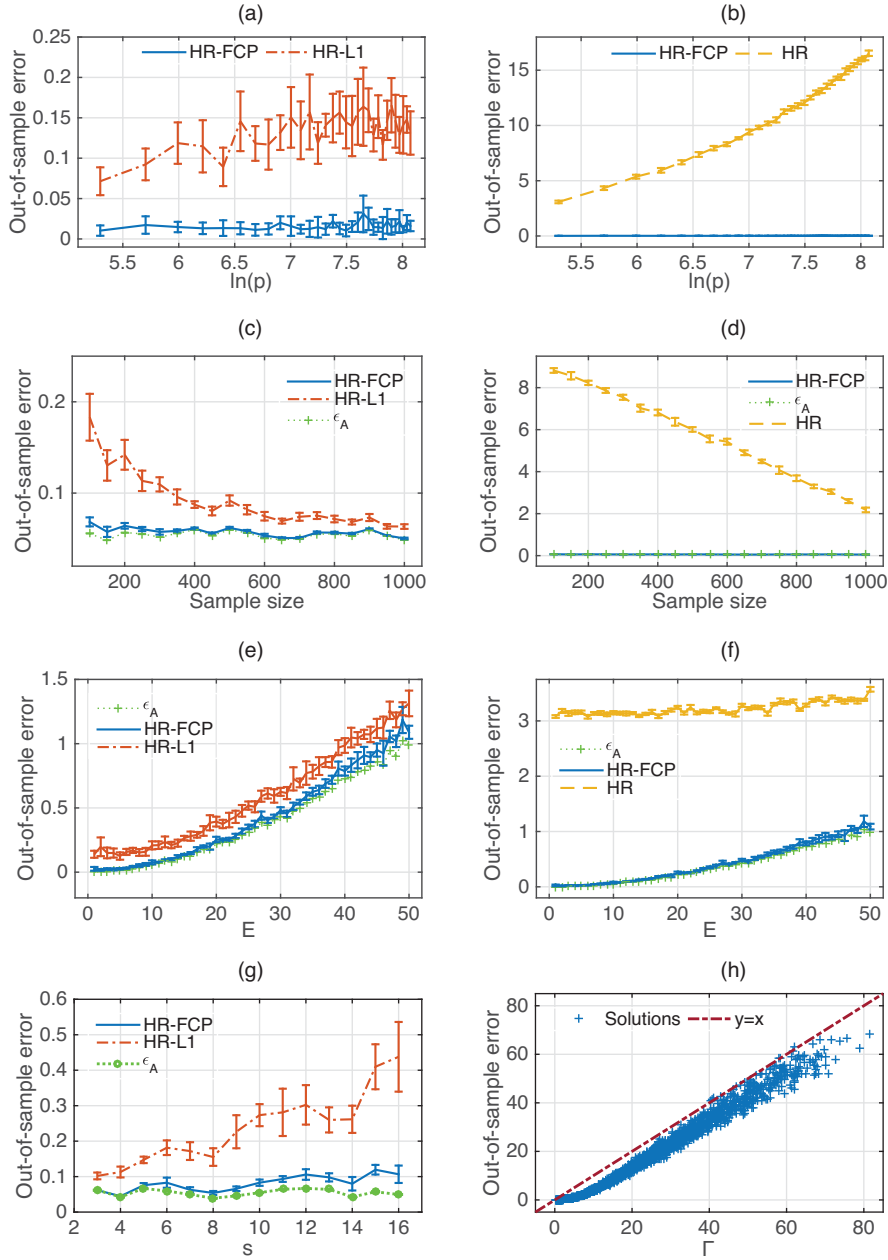 (a)
HR-FCP HR-L1
0.25
0.2
0.15
0.1
0.05
0
Out-of-sample error
5.5 6 6.5 7 7.5 8
ln(p)
(b)
HR-FCP HR
15
10
5
0
Out-of-sample error
5.5 6 6.5 7 7.5 8
ln(p)
(c)
HR-FCP
HR-L1
ϵA
0.2
0.1
Out-of-sample error
200 400 600 800 1000
Sample size
(d)
HR-FCP
ϵA
HR
8
6
4
2
0
Out-of-sample error
200 400 600 800 1000
Sample size
(e)
ϵA
HR-FCP
HR-L1
1.5
1
0.5
0
Out-of-sample error
0 10 20 30 40 50
E
(f)
ϵA
HR-FCP
HR
3
2
1
0
Out-of-sample error
0 10 20 30 40 50
E
(g)
HR-FCP
HR-L1
ϵA
0.6
0.5
0.4
0.3
0.2
0.1
0
Out-of-sample error
2 4 6 8 10 12 14 16
s
(h)
Solutions y=x
80
60
40
20
0
Out-of-sample error
0 20 40 60 80
Γ